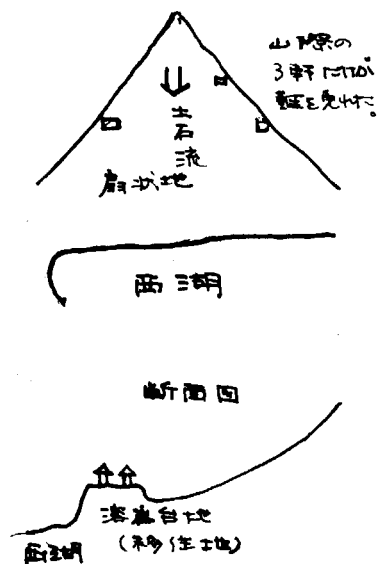 山際の
3軒だけが
難を免れた。
土石流
扇状地
西湖
断面図
溶岩台地
(移住地)
西湖